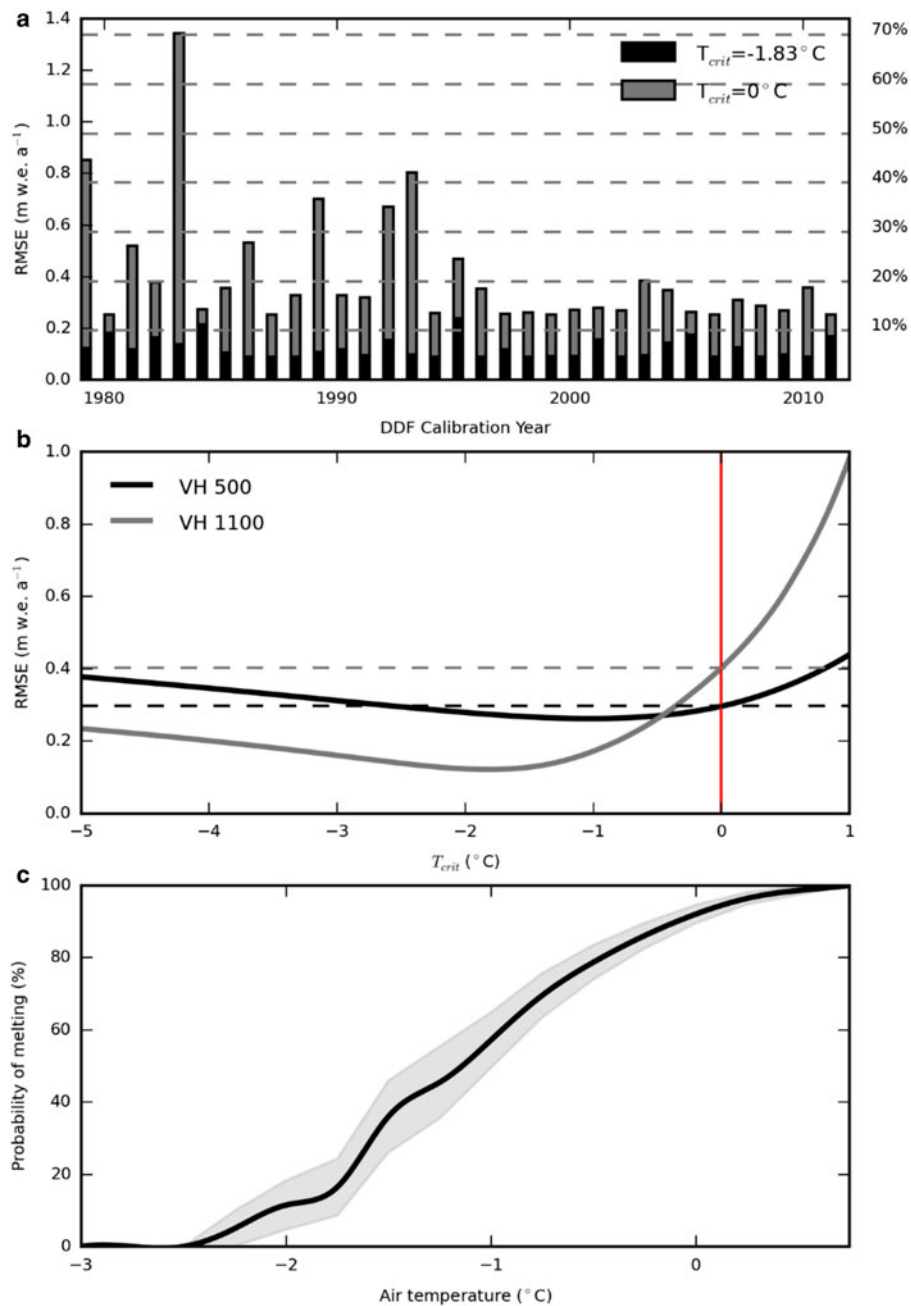 a
1.4
1.2
1.0
0.8
0.6
0.4
0.2
0.0
RMSE (m w.e. a⁻¹)
70%
60%
50%
40%
30%
20%
10%
T_crit=-1.83°C
T_crit=0°C
1980 1990 2000 2010
DDF Calibration Year
b
1.0
0.8
0.6
0.4
0.2
0.0
RMSE (m w.e. a⁻¹)
VH 500
VH 1100
−5 −4 −3 −2 −1 0 1
T_crit (°C)
c
100
80
60
40
20
0
Probability of melting (%)
−3 −2 −1 0
Air temperature (°C)